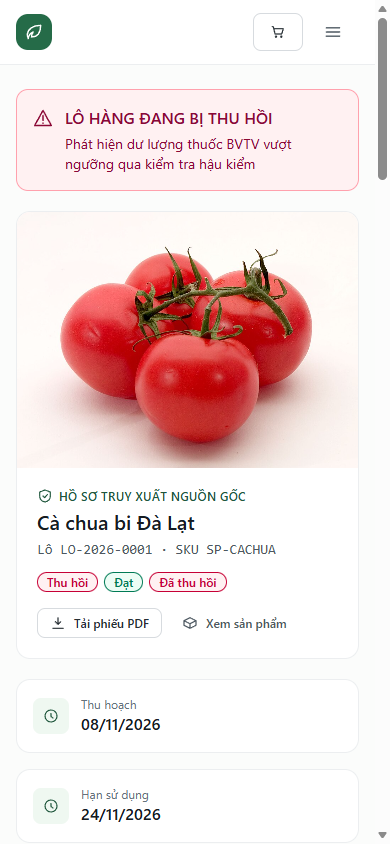 LÔ HÀNG ĐANG BỊ THU HỒI
Phát hiện dư lượng thuốc BVTV vượt
ngưỡng qua kiểm tra hậu kiểm
HỒ SƠ TRUY XUẤT NGUỒN GỐC
Cà chua bi Đà Lạt
Lô LO-2026-0001 · SKU SP-CACHUA
Thu hồi Đạt Đã thu hồi
Tải phiếu PDF Xem sản phẩm
Thu hoạch
08/11/2026
Hạn sử dụng
24/11/2026